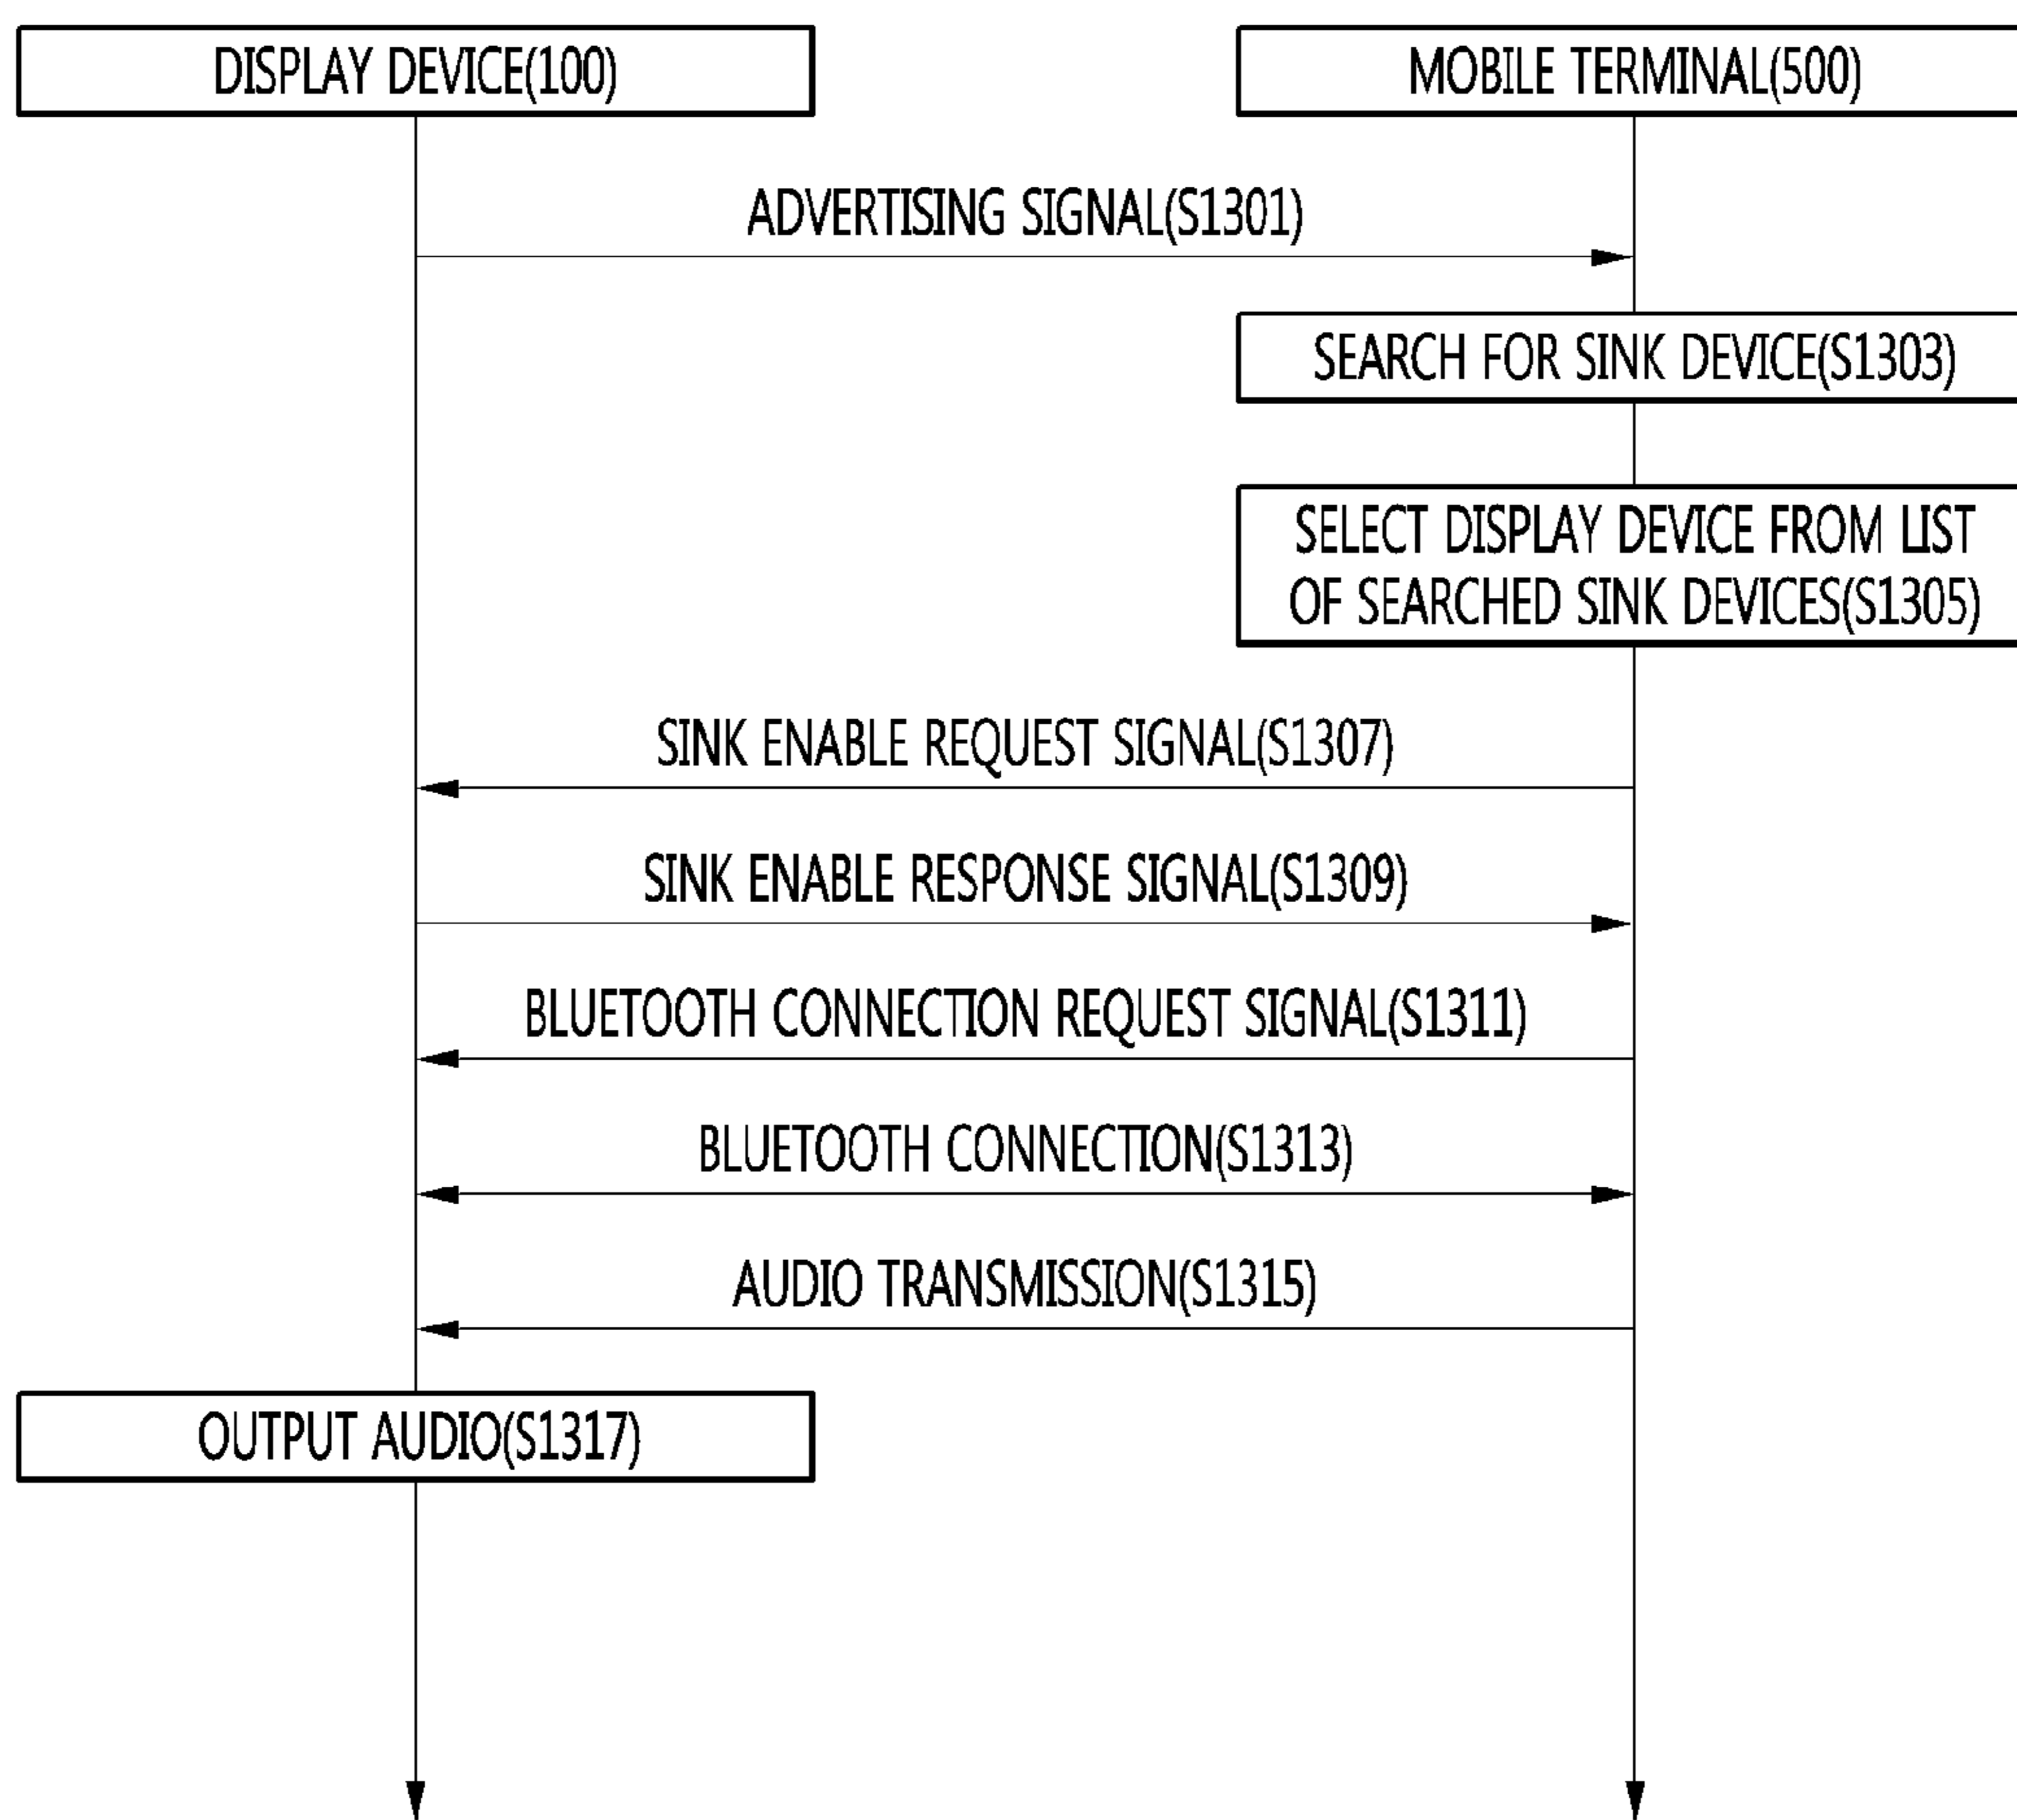 DISPLAY DEVICE(100)
MOBILE TERMINAL(500)
ADVERTISING SIGNAL(S1301)
SEARCH FOR SINK DEVICE(S1303)
SELECT DISPLAY DEVICE FROM LIST
OF SEARCHED SINK DEVICES(S1305)
SINK ENABLE REQUEST SIGNAL(S1307)
SINK ENABLE RESPONSE SIGNAL(S1309)
BLUETOOTH CONNECTION REQUEST SIGNAL(S1311)
BLUETOOTH CONNECTION(S1313)
AUDIO TRANSMISSION(S1315)
OUTPUT AUDIO(S1317)